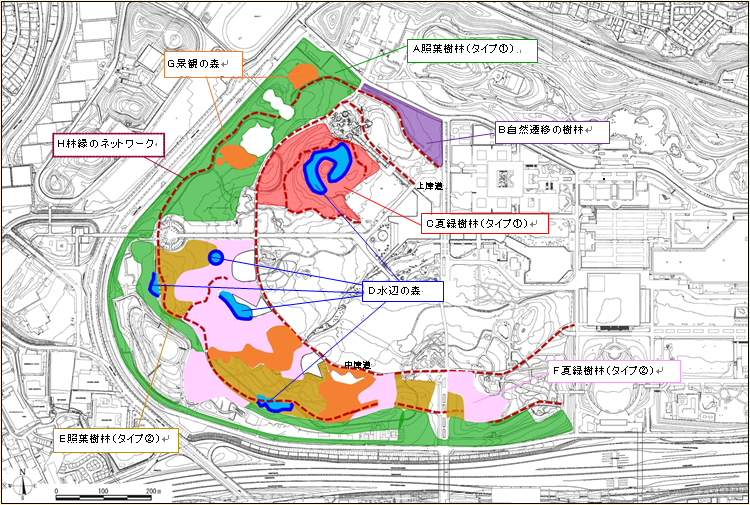 A照葉樹林(タイプ①)
G景観の森
B自然遷移の樹林
H林縁のネットワーク
上津道
C夏緑樹林(タイプ①)
D水辺の森
中津道
F夏緑樹林(タイプ②)
E照葉樹林(タイプ②)
N
0 100 200 m